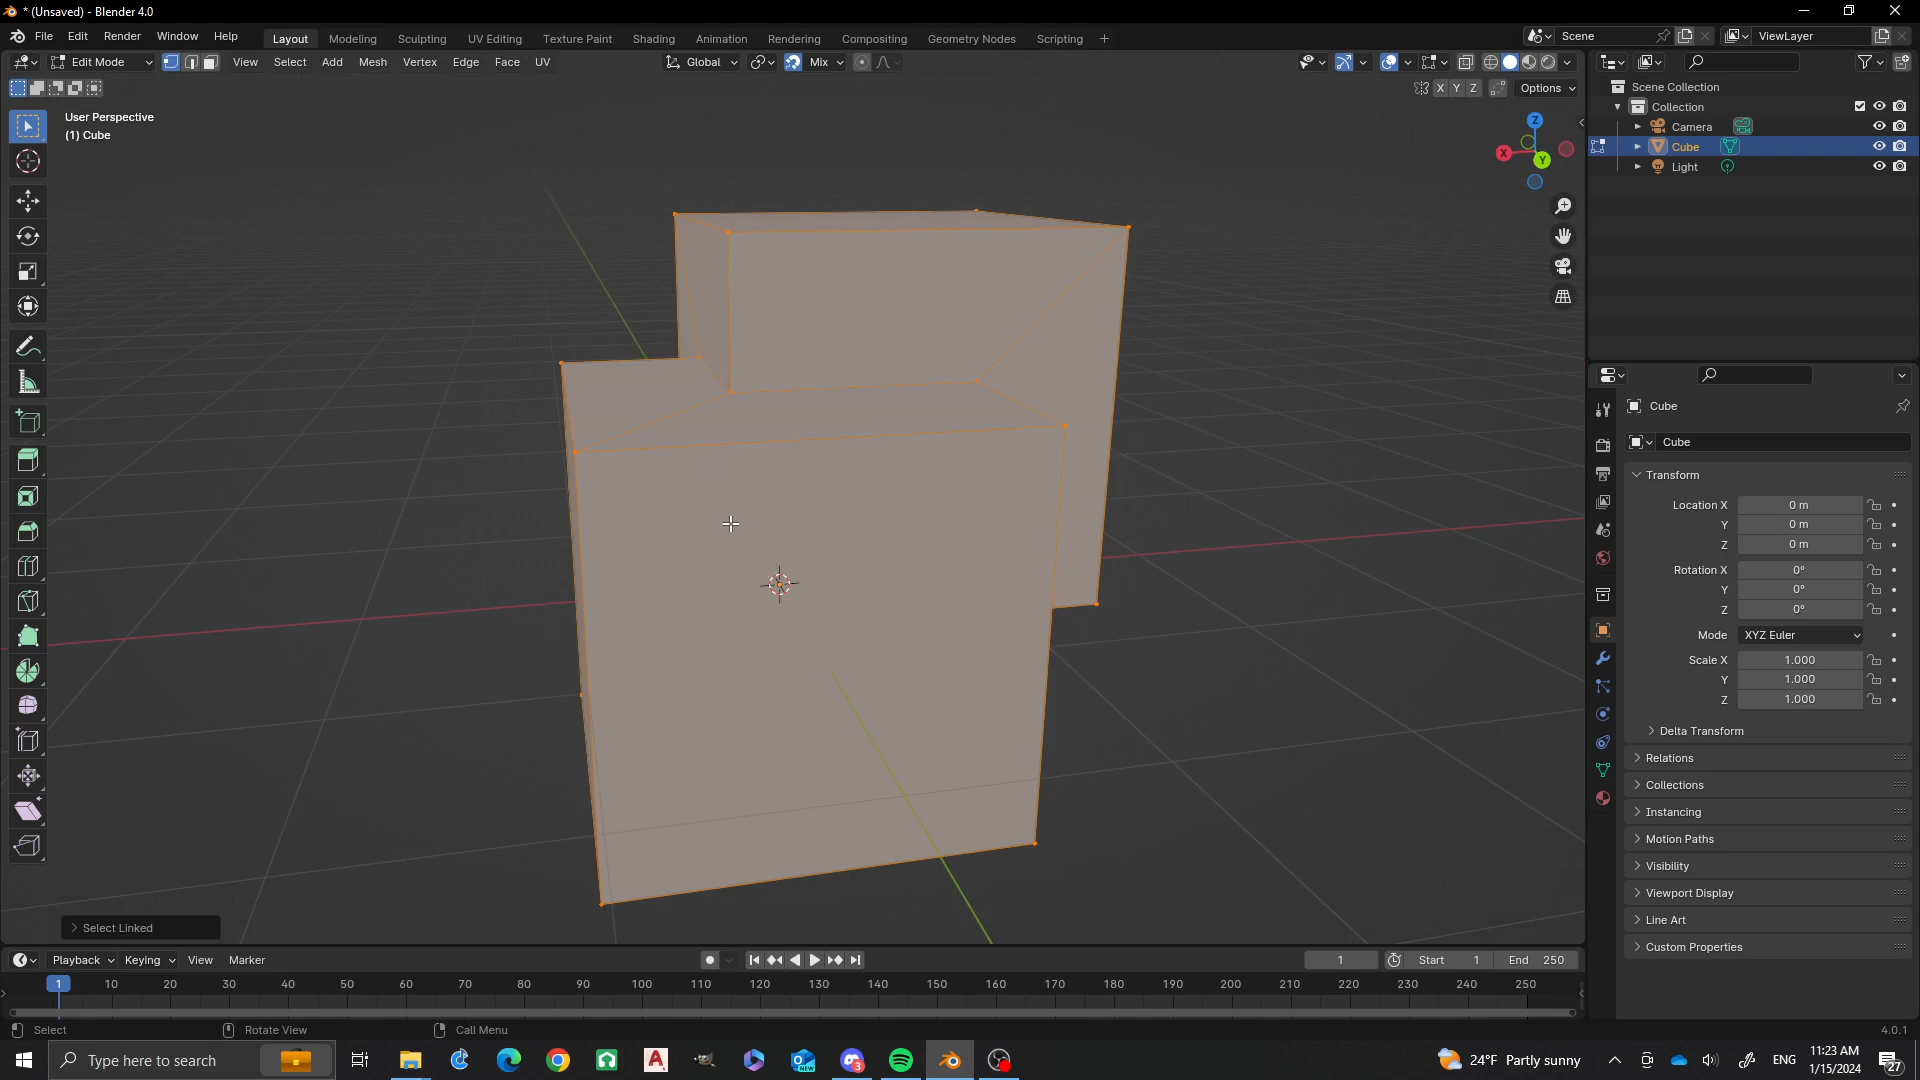 * (Unsaved) - Blender 4.0
File Edit Render Window Help Layout Modeling Sculpting UV Editing Texture Paint Shading Animation Rendering Compositing Geometry Nodes Scripting + Scene ViewLayer
Edit Mode View Select Add Mesh Vertex Edge Face UV Global Mix
X Y Z Options
User Perspective
(1) Cube
Z
X
Y
Scene Collection
Collection
Camera
Cube
Light
Cube
Cube
Transform
Location X 0 m
Y 0 m
Z 0 m
Rotation X 0°
Y 0°
Z 0°
Mode XYZ Euler
Scale X 1.000
Y 1.000
Z 1.000
Delta Transform
Relations
Collections
Instancing
Motion Paths
Visibility
Viewport Display
Line Art
Custom Properties
Select Linked
Playback Keying View Marker 1 Start 1 End 250
1 10 20 30 40 50 60 70 80 90 100 110 120 130 140 150 160 170 180 190 200 210 220 230 240 250
Select Rotate View Call Menu 4.0.1
Type here to search 3 24°F Partly sunny ENG 11:23 AM
1/15/2024 27